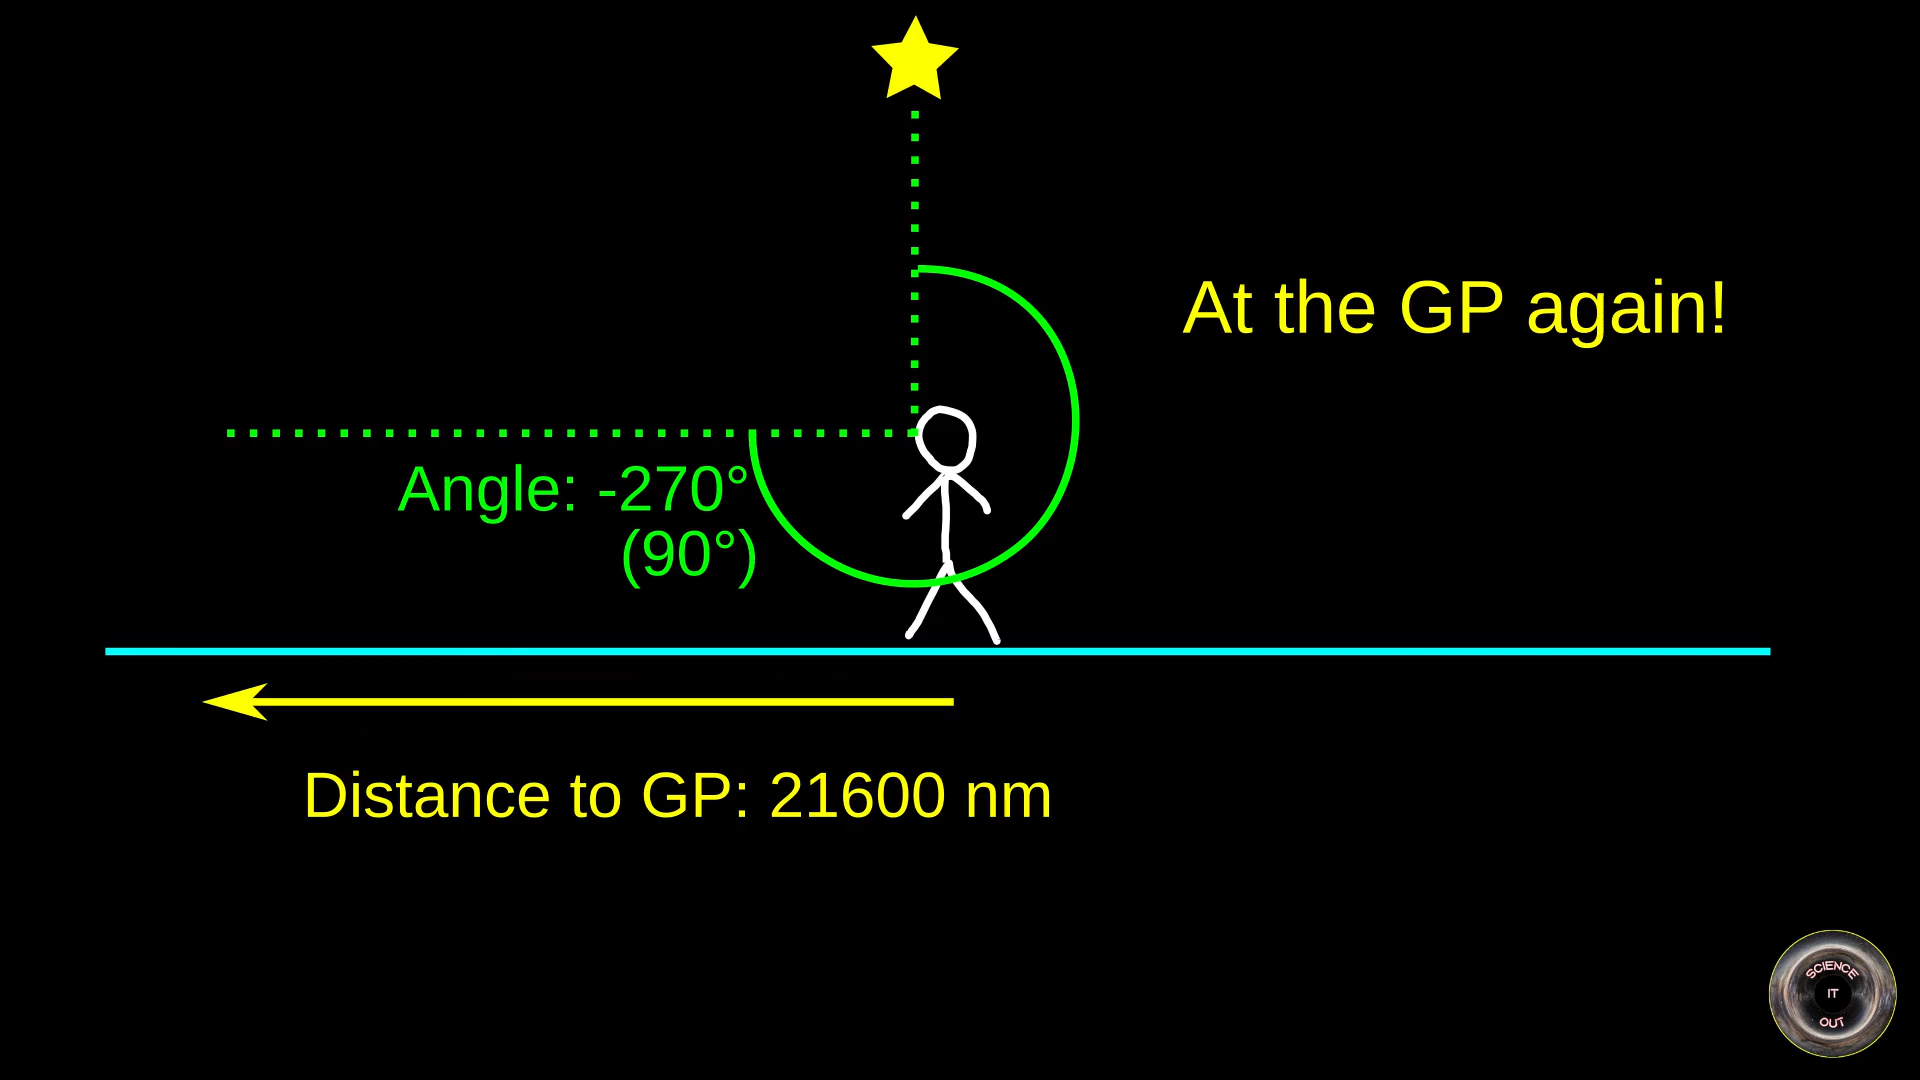 At the GP again!
Angle: -270°
(90°)
Distance to GP: 21600 nm
SCIENCE
IT
OUT